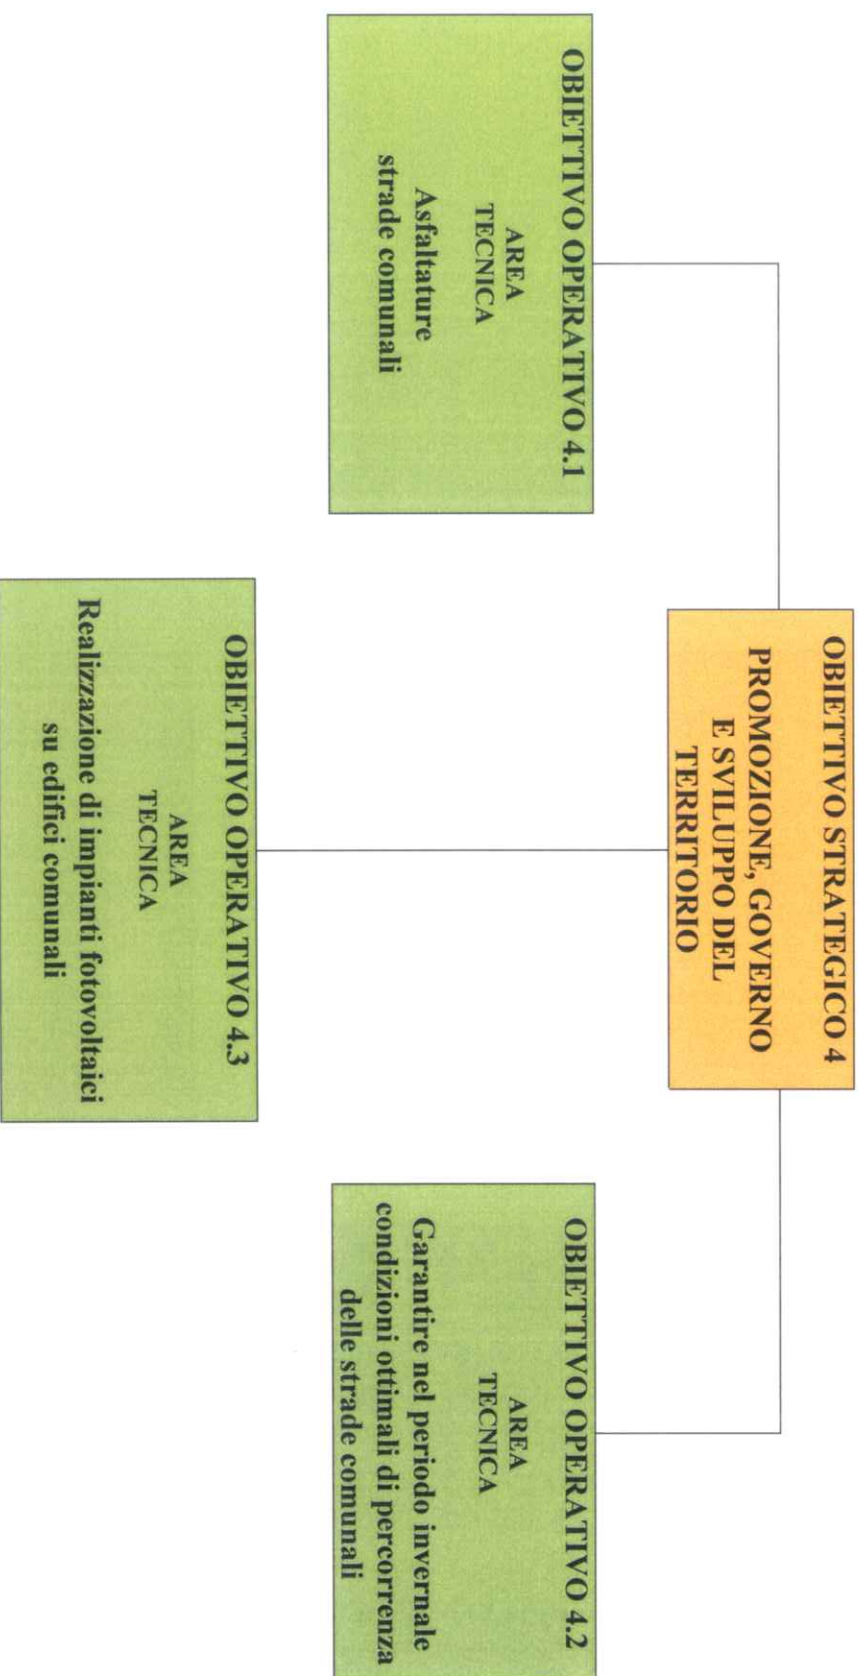 OBIETTIVO STRATEGICO 4
PROMOZIONE, GOVERNO
E SVILUPPO DEL
TERRITORIO
OBIETTIVO OPERATIVO 4.1
AREA
TECNICA
Asfaltature
strade comunali
OBIETTIVO OPERATIVO 4.3
AREA
TECNICA
Realizzazione di impianti fotovoltaici
su edifici comunali
OBIETTIVO OPERATIVO 4.2
AREA
TECNICA
Garantire nel periodo invernale
condizioni ottimali di percorrenza
delle strade comunali